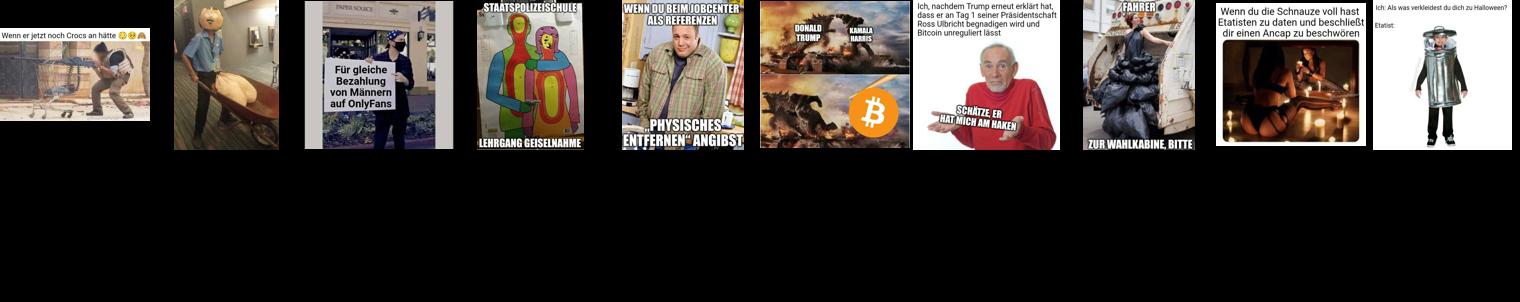 Wenn er jetzt noch Crocs an hätte 😳🥺🙈
PAPER SOURCE
Für gleiche
Bezahlung
von Männern
auf OnlyFans
STAATSPOLIZEISCHULE
LEHRGANG GEISELNAHME
WENN DU BEIM JOBCENTER
ALS REFERENZEN
„PHYSISCHES
ENTFERNEN“ ANGIBST
DONALD
TRUMP
KAMALA
HARRIS
Ich, nachdem Trump erneut erklärt hat,
dass er an Tag 1 seiner Präsidentschaft
Ross Ulbricht begnadigen wird und
Bitcoin unreguliert lässt
SCHÄTZE, ER
HAT MICH AM HAKEN
FAHRER
ZUR WAHLKABINE, BITTE
Wenn du die Schnauze voll hast
Etatisten zu daten und beschließt
dir einen Ancap zu beschwören
Ich: Als was verkleidest du dich zu Halloween?
Etatist: